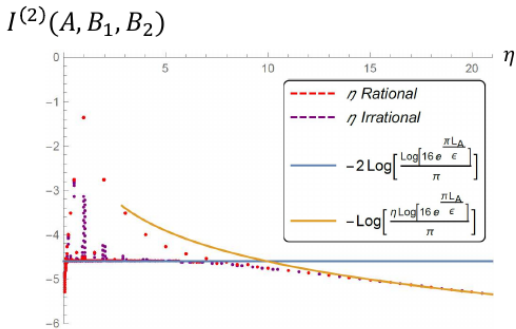 I^{(2)}(A, B_1, B_2)
0 5 10 15 20 η
-1
-2
-3
-4
-5
-6
η Rational
η Irrational
-2 Log[Log[16 e^{πL_A/ϵ}]/π]
-Log[η Log[16 e^{πL_A/ϵ}]/π]